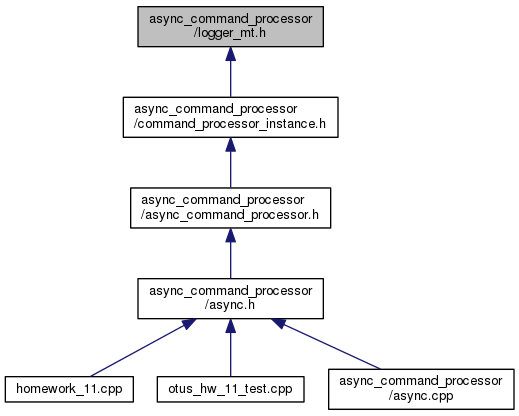 async_command_processor
/logger_mt.h
async_command_processor
/command_processor_instance.h
async_command_processor
/async_command_processor.h
async_command_processor
/async.h
homework_11.cpp
otus_hw_11_test.cpp
async_command_processor
/async.cpp